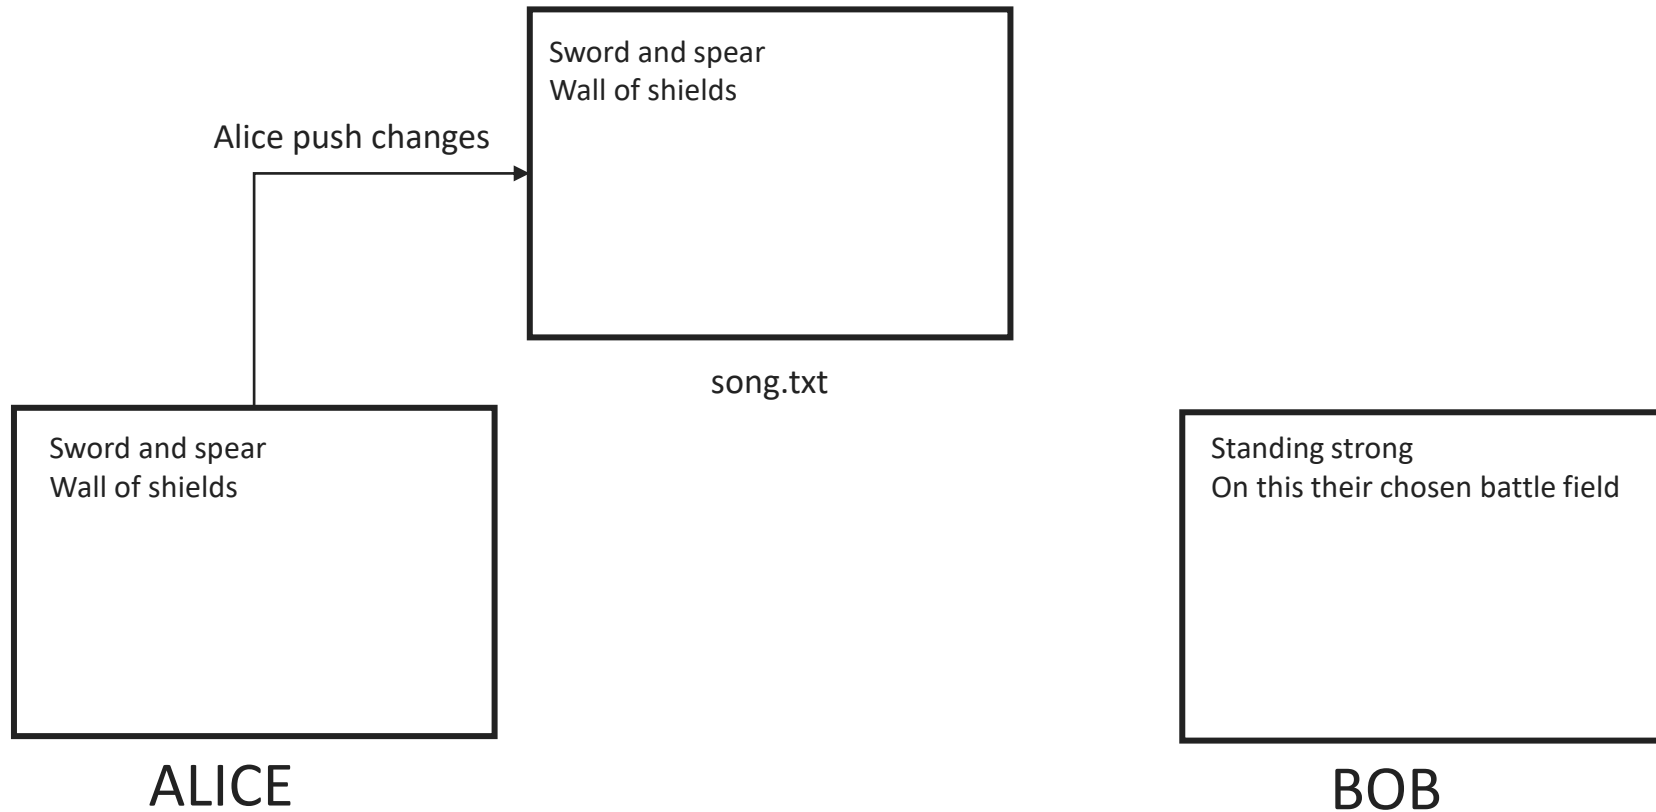 Sword and spear
Wall of shields
Alice push changes
song.txt
Sword and spear
Wall of shields
ALICE
Standing strong
On this their chosen battle field
BOB